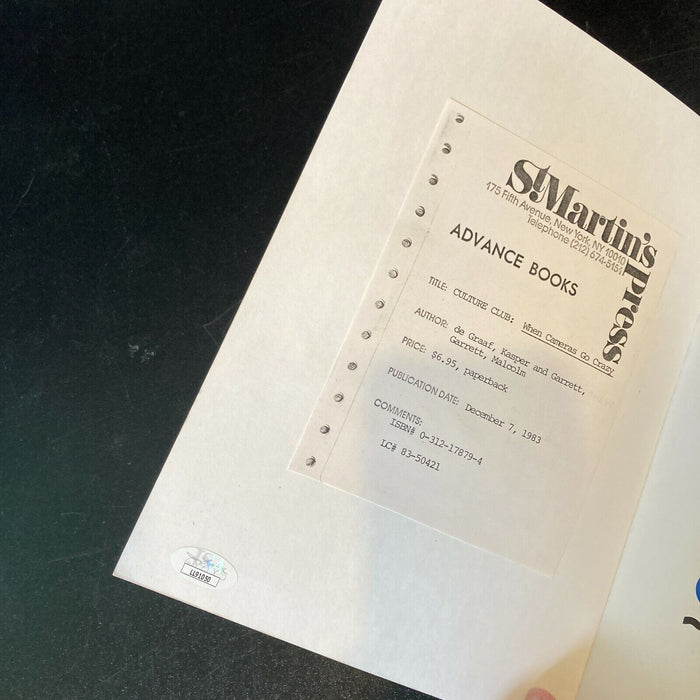 St. Martin's Press
175 Fifth Avenue, New York, NY 10010
Telephone (212) 674-5151
ADVANCE BOOKS
TITLE: CULTURE CLUB: When Cameras Go Crazy
AUTHOR: de Graaf, Kasper and Garrett,
Garrett, Malcolm
PRICE: $6.95, paperback
PUBLICATION DATE: December 7, 1983
COMMENTS:
ISBN# 0-312-17879-4
LC# 83-50421
LL91030